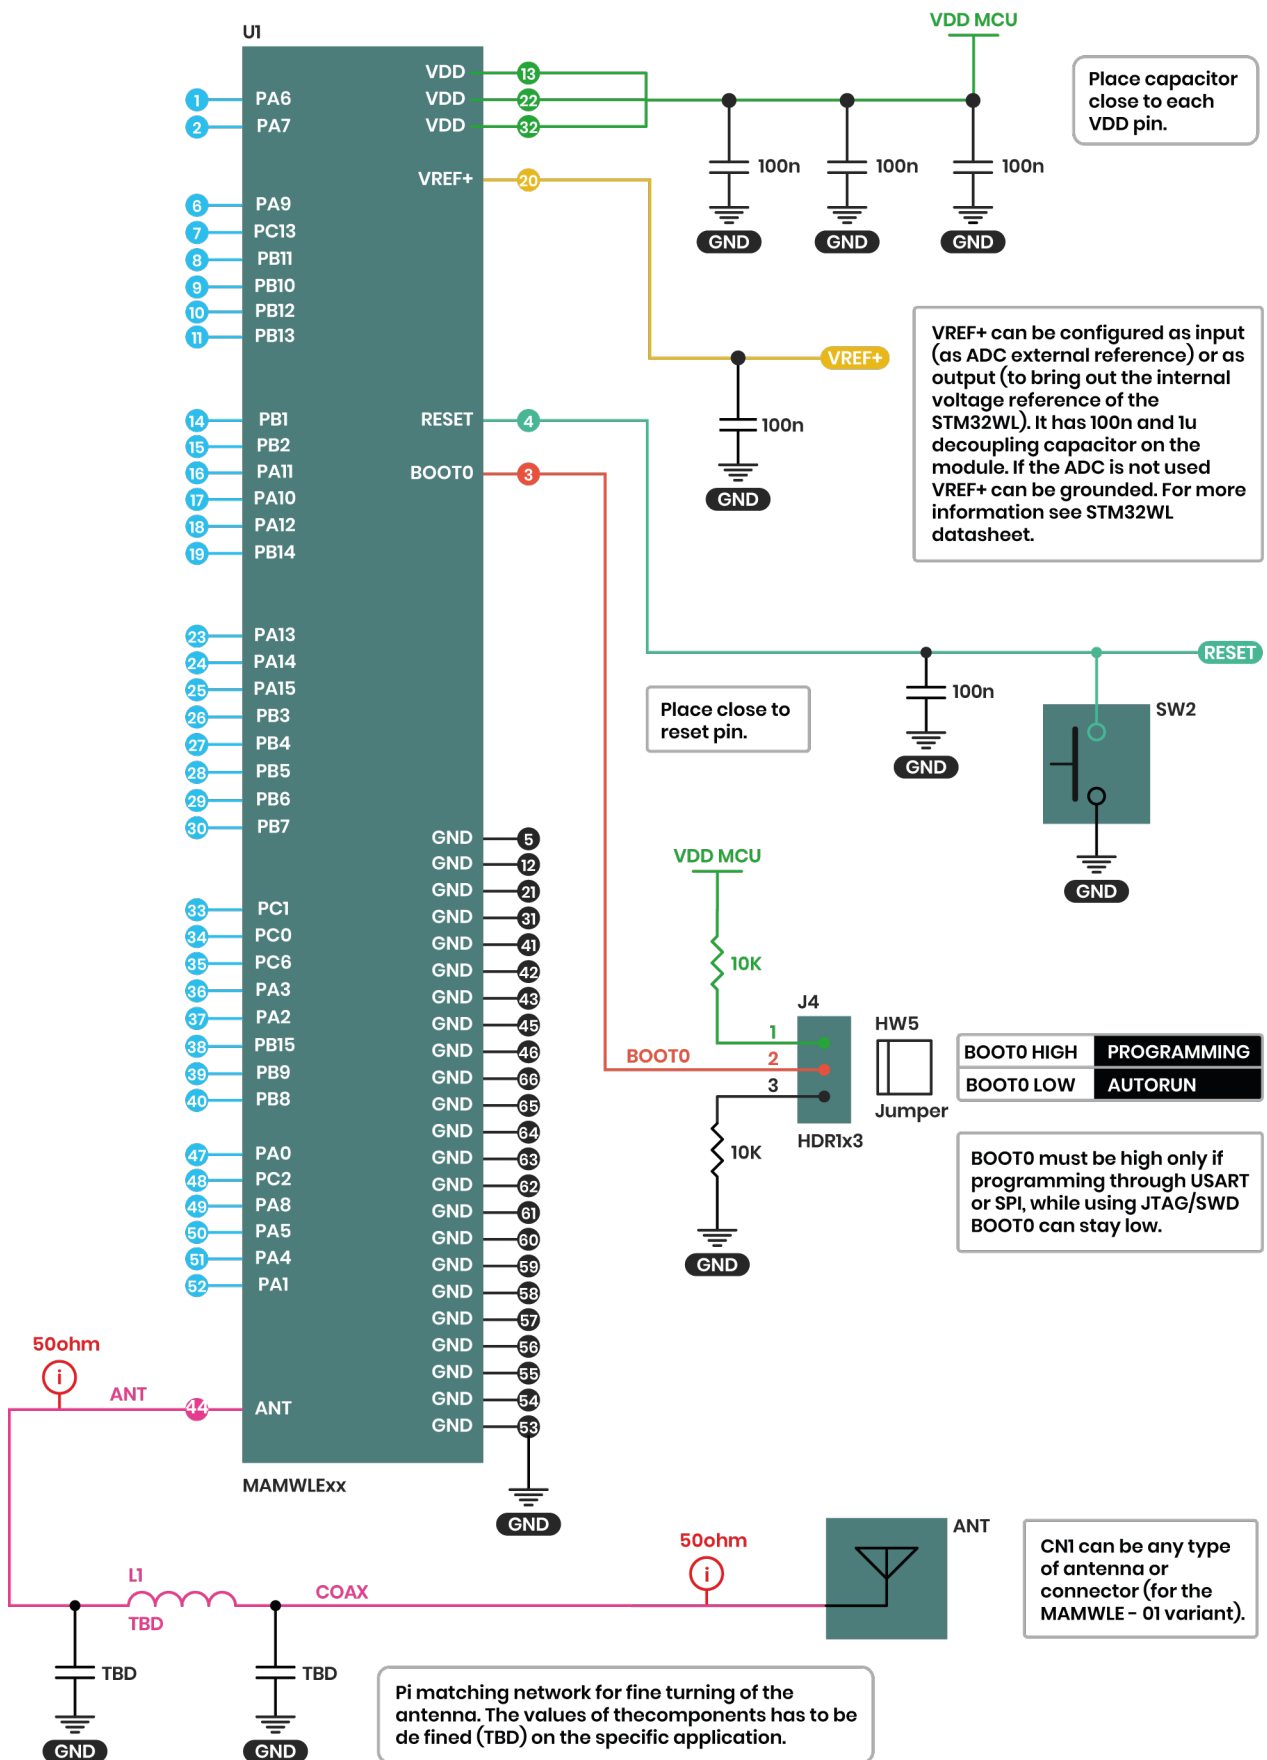 U1
VDD MCU
VDD 13
1 PA6
VDD 22
2 PA7
VDD 32
Place capacitor
close to each
VDD pin.
100n
100n
100n
GND
GND
GND
VREF+ 20
6 PA9
7 PC13
8 PB11
9 PB10
10 PB12
11 PB13
VREF+
100n
GND
VREF+ can be configured as input
(as ADC external reference) or as
output (to bring out the internal
voltage reference of the
STM32WL). It has 100n and 1u
decoupling capacitor on the
module. If the ADC is not used
VREF+ can be grounded. For more
information see STM32WL
datasheet.
14 PB1
RESET 4
15 PB2
16 PA11
BOOT0 3
17 PA10
18 PA12
19 PB14
23 PA13
24 PA14
25 PA15
26 PB3
27 PB4
28 PB5
29 PB6
30 PB7
RESET
100n
GND
Place close to
reset pin.
SW2
GND
GND 5
GND 12
GND 21
GND 31
GND 41
GND 42
GND 43
GND 45
GND 46
GND 66
GND 65
GND 64
GND 63
GND 62
GND 61
GND 60
GND 59
GND 58
GND 57
GND 56
GND 55
GND 54
GND 53
GND
33 PC1
34 PC0
35 PC6
36 PA3
37 PA2
38 PB15
39 PB9
40 PB8
47 PA0
48 PC2
49 PA8
50 PA5
51 PA4
52 PA1
VDD MCU
10K
J4
1
BOOT0 2
3
HDR1x3
10K
GND
HW5
Jumper
BOOT0 HIGH PROGRAMMING
BOOT0 LOW AUTORUN
BOOT0 must be high only if
programming through USART
or SPI, while using JTAG/SWD
BOOT0 can stay low.
50ohm
i
ANT
44 ANT
MAMWLExx
L1
TBD
COAX
50ohm
i
ANT
CN1 can be any type
of antenna or
connector (for the
MAMWLE - 01 variant).
TBD
TBD
GND
GND
Pi matching network for fine turning of the
antenna. The values of thecomponents has to be
de fined (TBD) on the specific application.